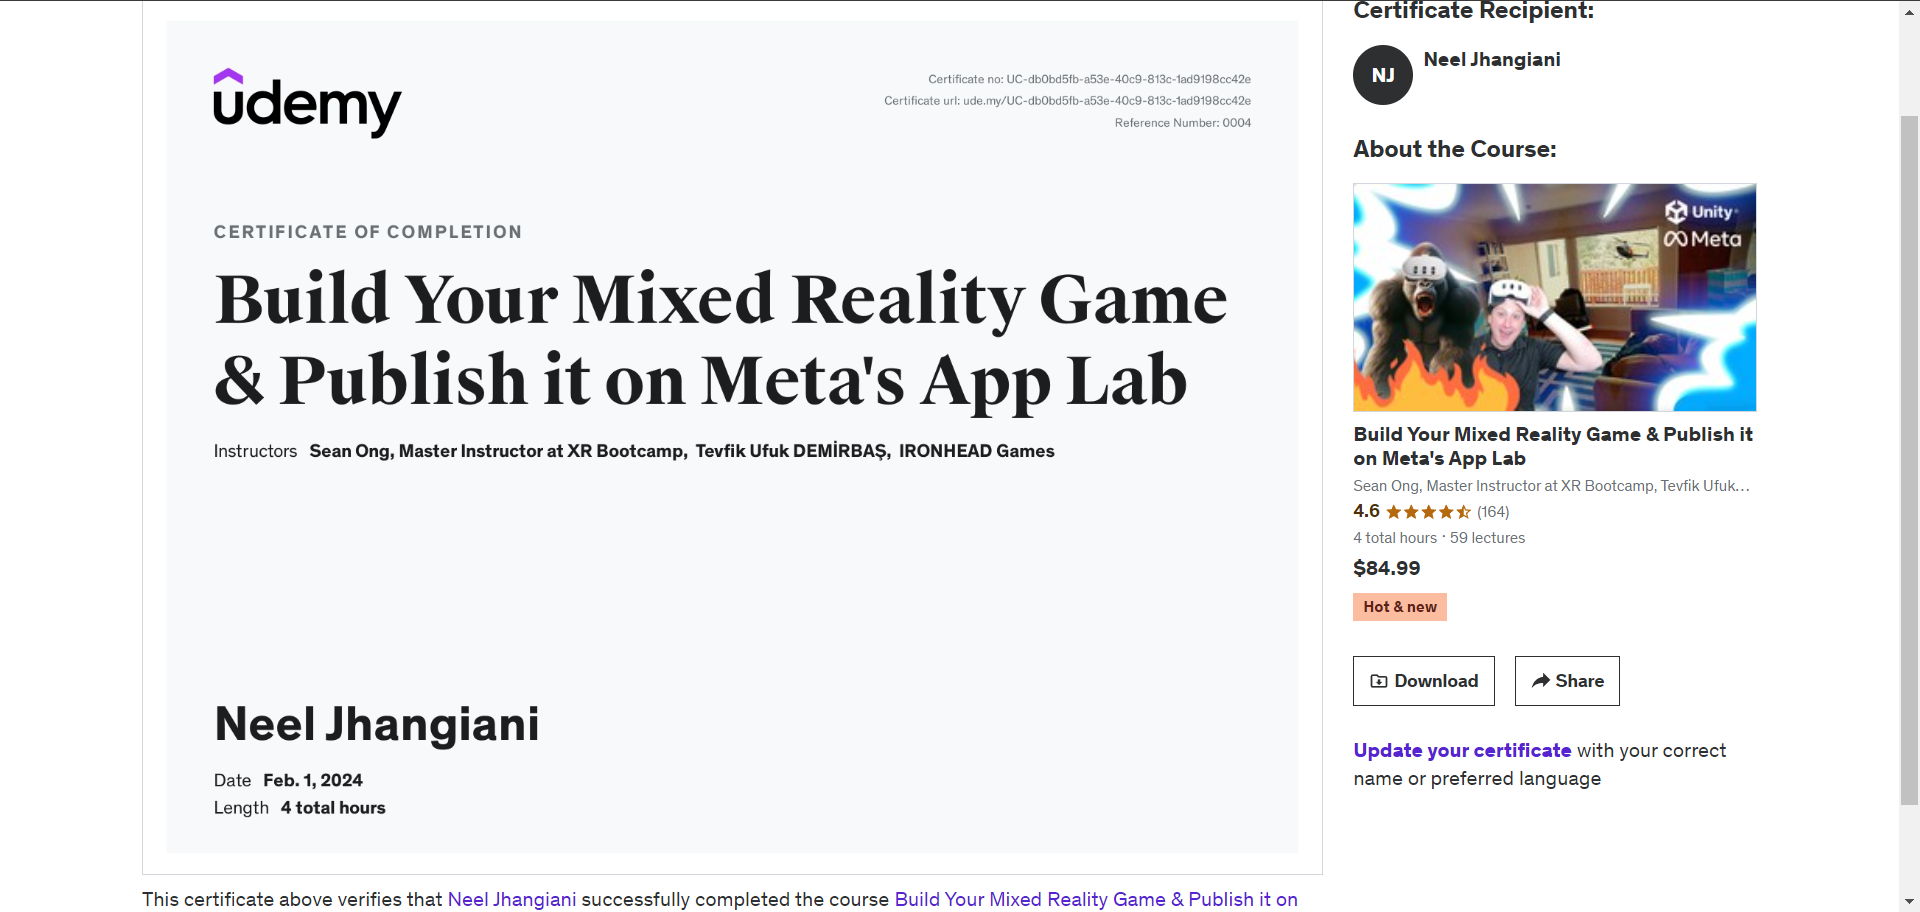 udemy
Certificate no: UC-db0bd5fb-a53e-40c9-813c-1ad9198cc42e
Certificate url: ude.my/UC-db0bd5fb-a53e-40c9-813c-1ad9198cc42e
Reference Number: 0004
CERTIFICATE OF COMPLETION
Build Your Mixed Reality Game
& Publish it on Meta's App Lab
Instructors Sean Ong, Master Instructor at XR Bootcamp, Tevfik Ufuk DEMİRBAŞ, IRONHEAD Games
Neel Jhangiani
Date Feb. 1, 2024
Length 4 total hours
This certificate above verifies that Neel Jhangiani successfully completed the course Build Your Mixed Reality Game & Publish it on
Certificate Recipient:
NJ
Neel Jhangiani
About the Course:
Unity
Meta
Build Your Mixed Reality Game & Publish it
on Meta's App Lab
Sean Ong, Master Instructor at XR Bootcamp, Tevfik Ufuk...
4.6 (164)
4 total hours · 59 lectures
$84.99
Hot & new
Download
Share
Update your certificate with your correct
name or preferred language